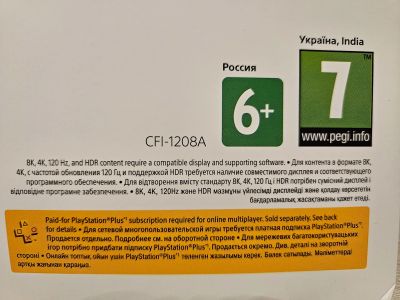 Україна, India
Россия
6+
7
www.pegi.info
CFI-1208A
8K, 4K, 120 Hz, and HDR content require a compatible display and supporting software. • Для контента в формате 8K,
4K, с частотой обновления 120 Гц и поддержкой HDR требуется наличие совместимого дисплея и соответствующего
программного обеспечения. • Для відтворення вмісту стандарту 8K, 4K, 120 Гц і HDR потрібен сумісний дисплей і
відповідне програмне забезпечення. • 8K, 4K, 120Hz және HDR мазмұны үйлесімді дисплейді және қолдау көрсететін
бағдарламалық жасақтаманы қажет етеді.
Paid-for PlayStation®Plus*¹ subscription required for online multiplayer. Sold separately. See back
for details • Для сетевой многопользовательской игры требуется платная подписка PlayStation®Plus*¹.
Продается отдельно. Подробнее см. на оборотной стороне • Для мережевих багатокористувацьких
ігор потрібно придбати підписку PlayStation®Plus*¹. Продається окремо. Див. деталі на зворотній
стороні • Онлайн топтық ойын үшін PlayStation®Plus*¹ төленген жазылымы керек. Бөлек сатылады. Мәліметтерді
артқы жағынан қараңыз.